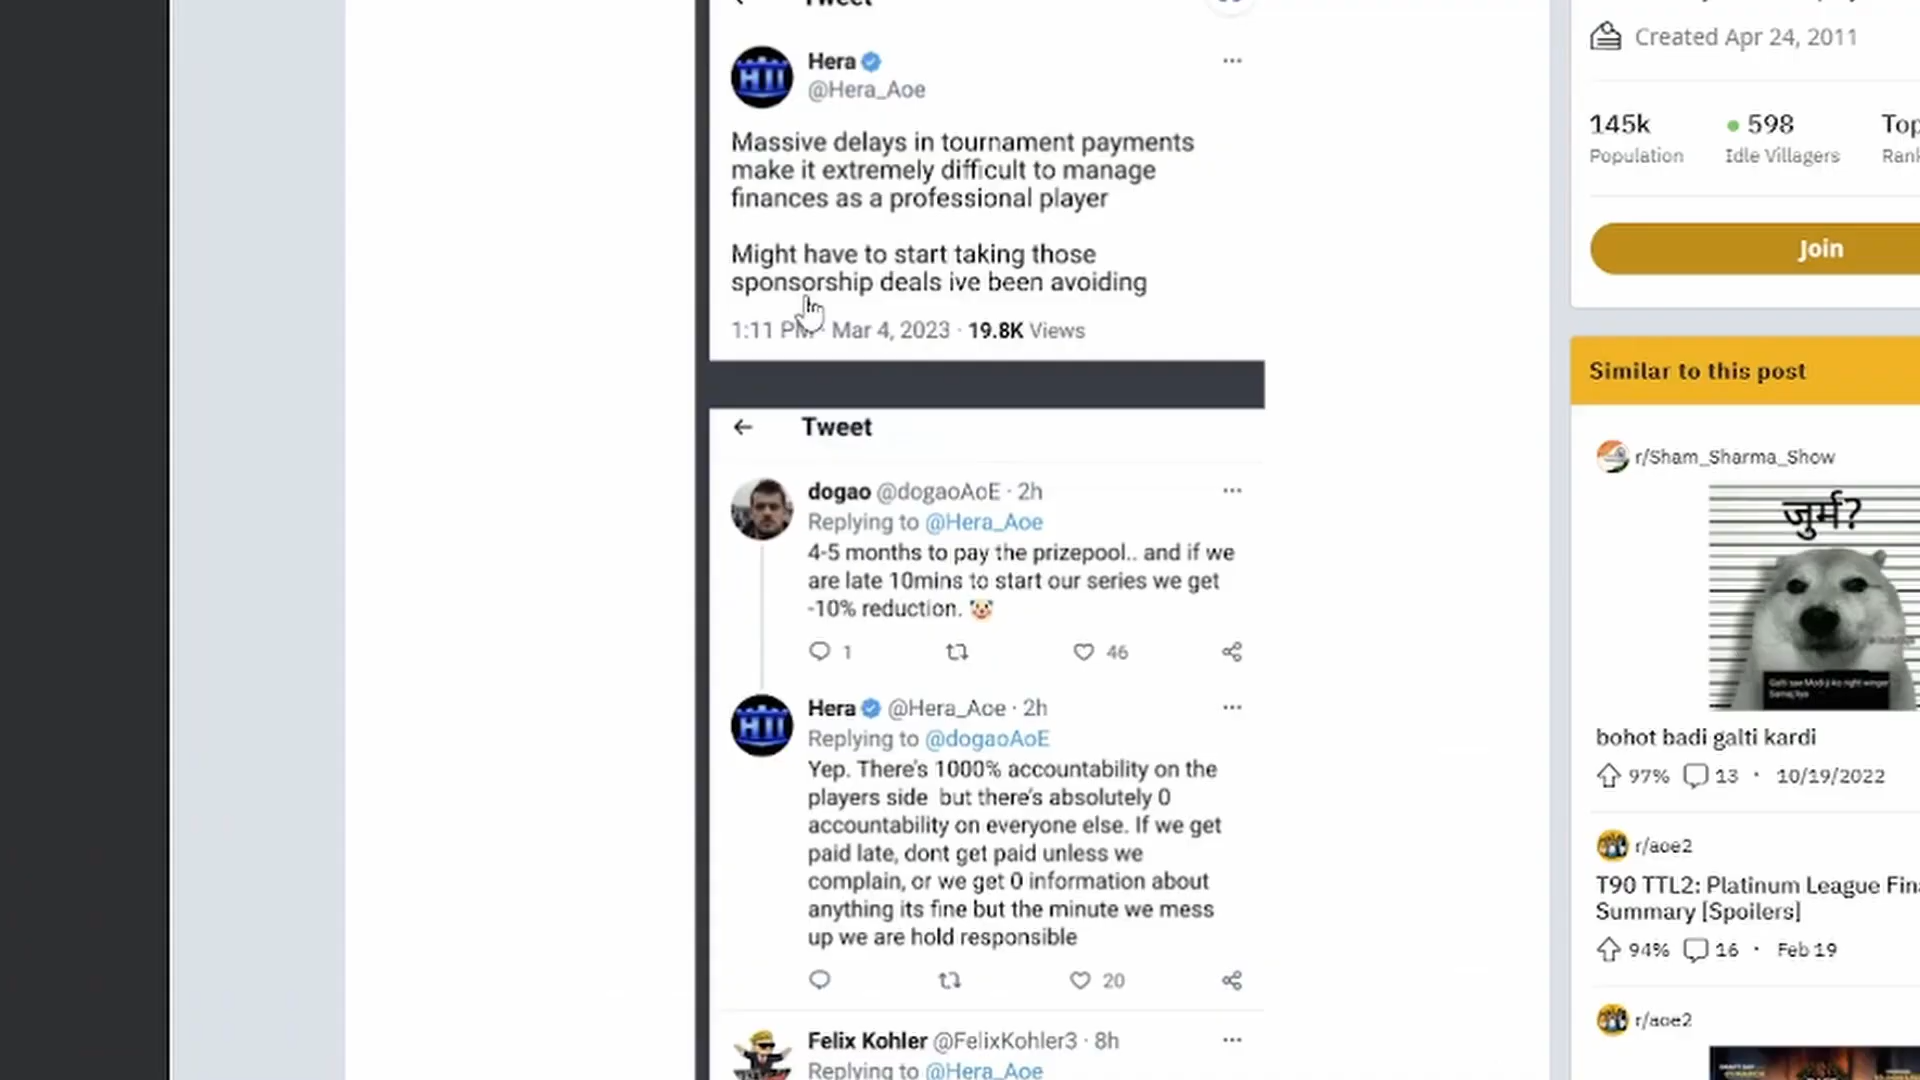 Tweet
Hera
@Hera_Aoe
Massive delays in tournament payments
make it extremely difficult to manage
finances as a professional player
Might have to start taking those
sponsorship deals ive been avoiding
1:11 PM · Mar 4, 2023 · 19.8K Views
Tweet
dogao @dogaoAoE · 2h
Replying to @Hera_Aoe
4-5 months to pay the prizepool.. and if we
are late 10mins to start our series we get
-10% reduction. 🤡
1 46
Hera @Hera_Aoe · 2h
Replying to @dogaoAoE
Yep. There's 1000% accountability on the
players side but there's absolutely 0
accountability on everyone else. If we get
paid late, dont get paid unless we
complain, or we get 0 information about
anything its fine but the minute we mess
up we are hold responsible
20
Felix Kohler @FelixKohler3 · 8h
Replying to @Hera_Aoe
Created Apr 24, 2011
145k
Population
598
Idle Villagers
Top
Rank
Join
Similar to this post
r/Sham_Sharma_Show
जुर्म?
bohot badi galti kardi
97% 13 · 10/19/2022
r/aoe2
T90 TTL2: Platinum League Fina
Summary [Spoilers]
94% 16 · Feb 19
r/aoe2